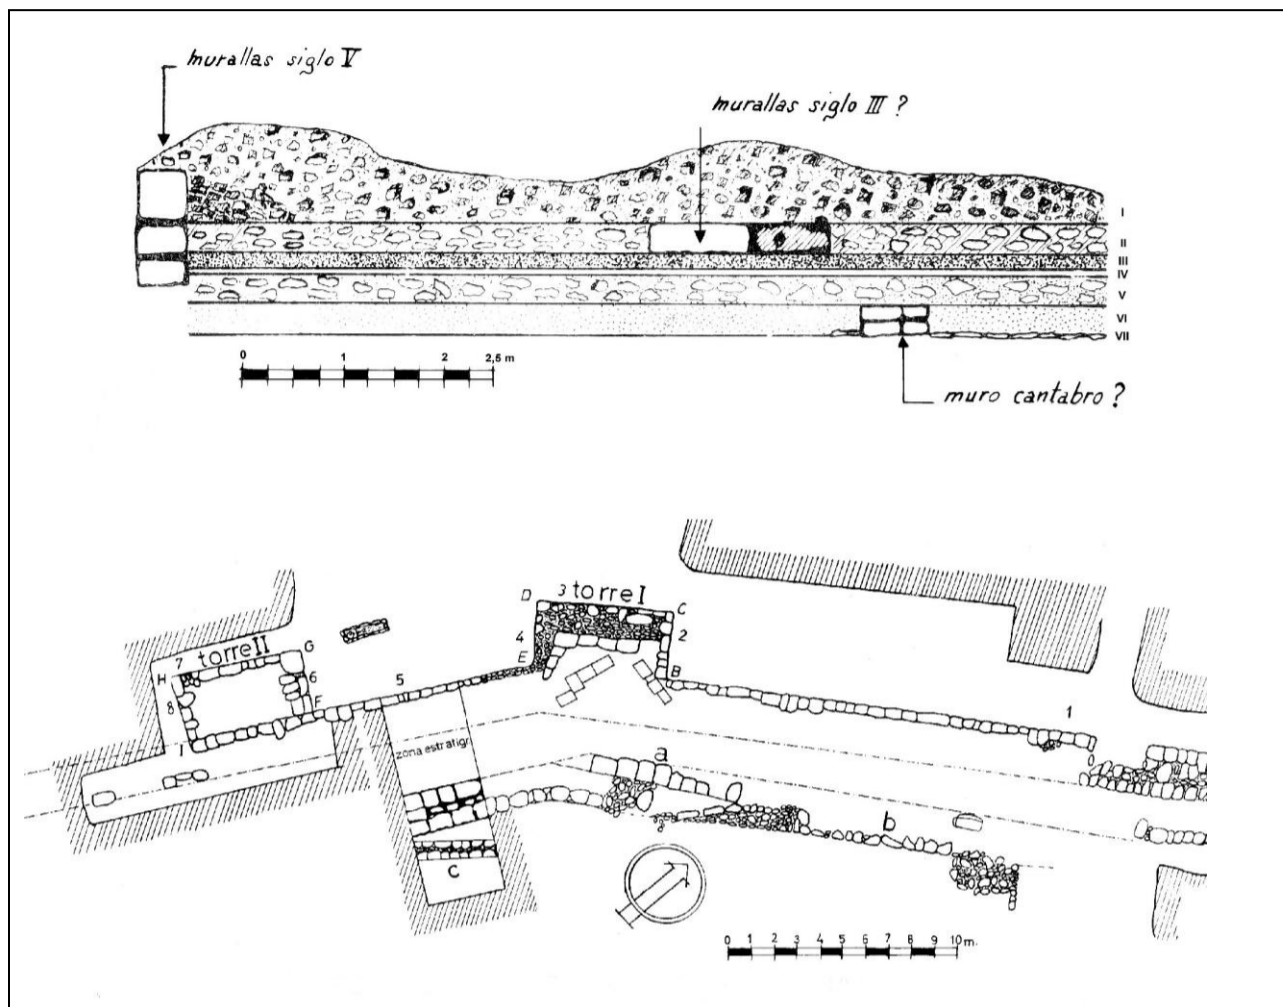 murallas siglo V
murallas siglo III ?
I
II
III
IV
V
VI
VII
0 1 2 2,5 m
muro cantabro ?
D 3 torre I C
4 2
E B
7 torre II G
H 6
8 F
I
5
1
zona estratigr.
a
b
c
0 1 2 3 4 5 6 7 8 9 10 m.